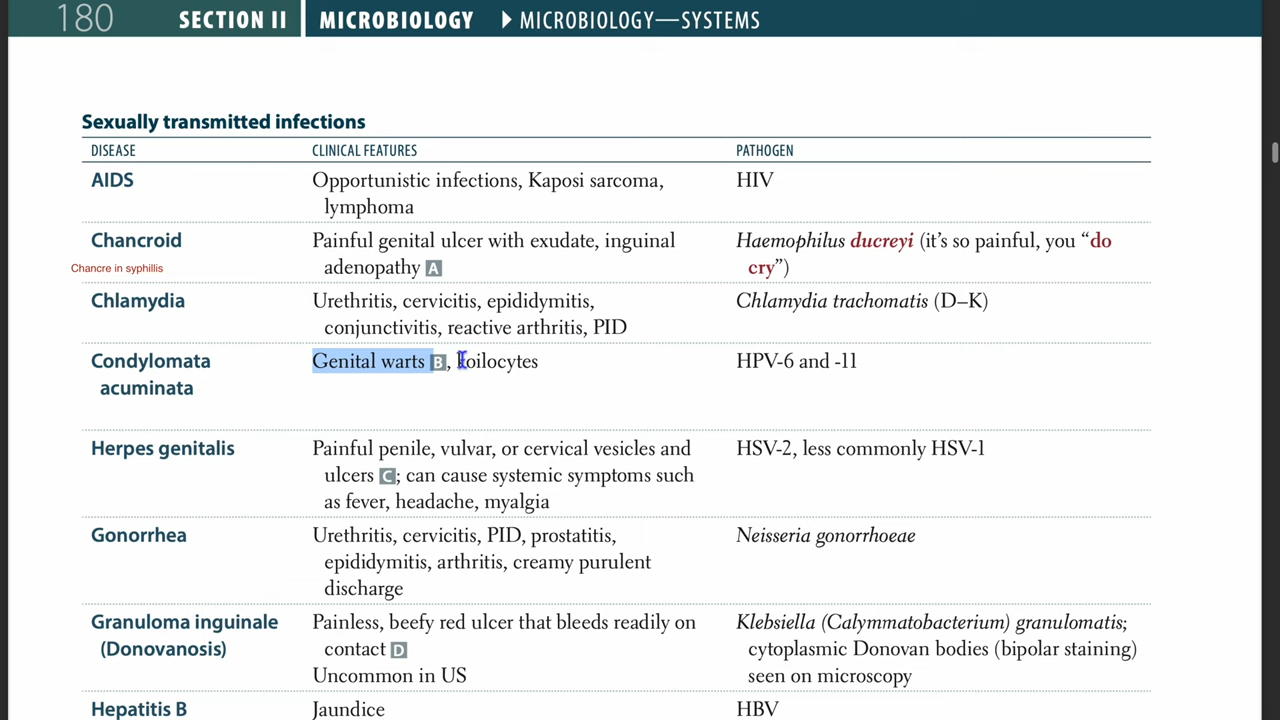 180 SECTION II MICROBIOLOGY ▶ MICROBIOLOGY—SYSTEMS
Sexually transmitted infections
DISEASE CLINICAL FEATURES PATHOGEN
AIDS Opportunistic infections, Kaposi sarcoma, HIV
lymphoma
Chancroid Painful genital ulcer with exudate, inguinal Haemophilus ducreyi (it’s so painful, you “do
Chancre in syphillis adenopathy A cry”)
Chlamydia Urethritis, cervicitis, epididymitis, Chlamydia trachomatis (D–K)
conjunctivitis, reactive arthritis, PID
Condylomata Genital warts B, koilocytes HPV-6 and -11
acuminata
Herpes genitalis Painful penile, vulvar, or cervical vesicles and HSV-2, less commonly HSV-1
ulcers C; can cause systemic symptoms such
as fever, headache, myalgia
Gonorrhea Urethritis, cervicitis, PID, prostatitis, Neisseria gonorrhoeae
epididymitis, arthritis, creamy purulent
discharge
Granuloma inguinale Painless, beefy red ulcer that bleeds readily on Klebsiella (Calymmatobacterium) granulomatis;
(Donovanosis) contact D cytoplasmic Donovan bodies (bipolar staining)
Uncommon in US seen on microscopy
Hepatitis B Jaundice HBV